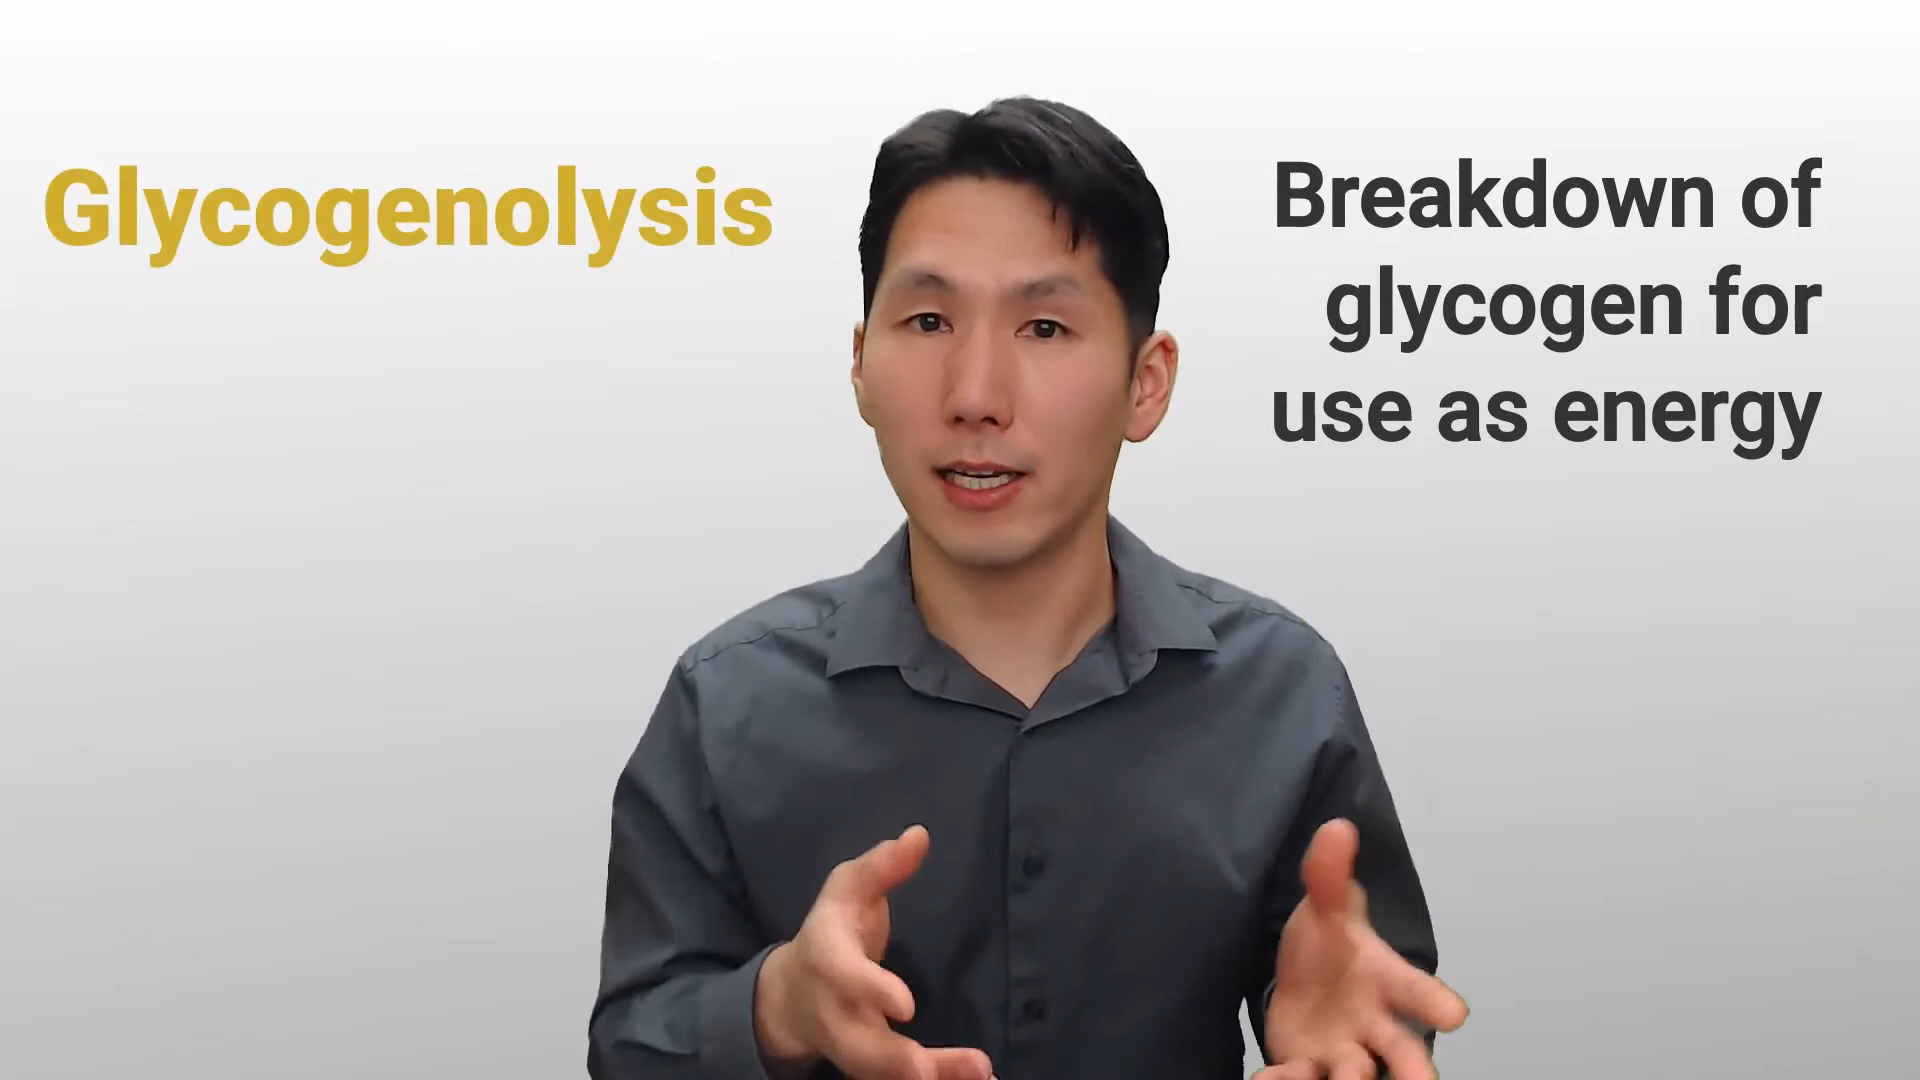 Glycogenolysis
Breakdown of
glycogen for
use as energy